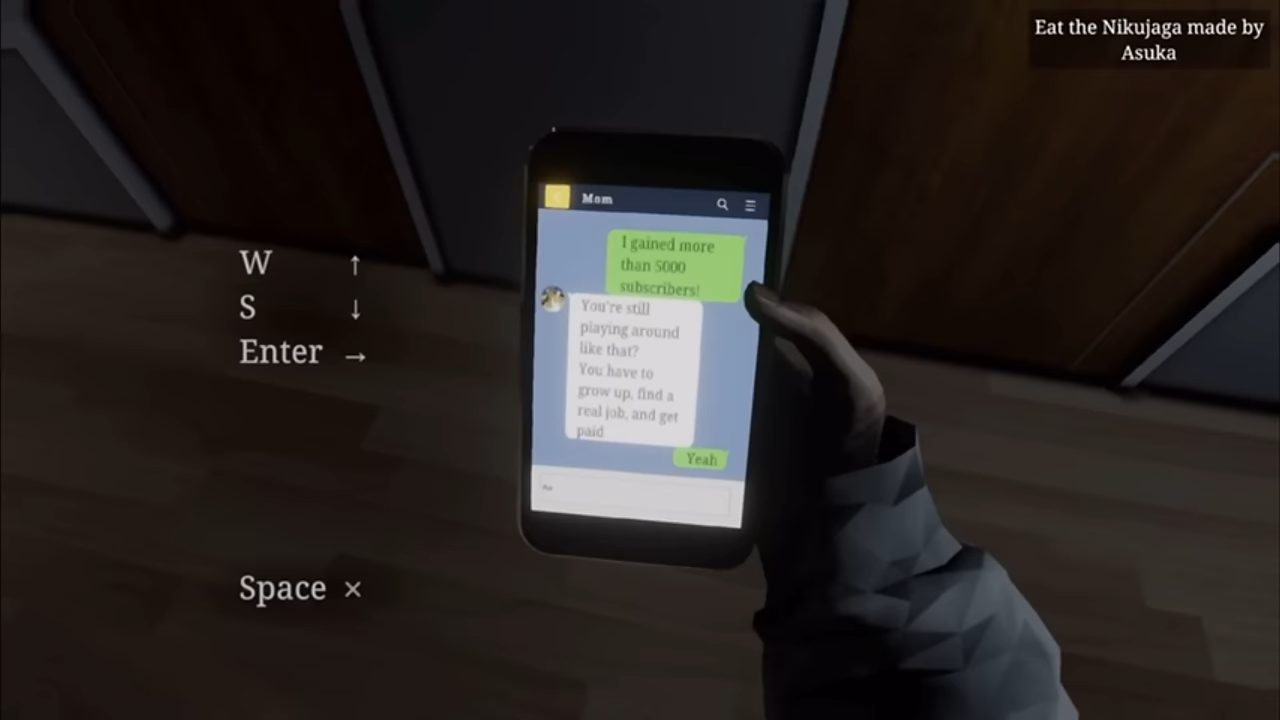 Eat the Nikujaga made by
Asuka
Mom
I gained more
than 5000
subscribers!
You're still
playing around
like that?
You have to
grow up, find a
real job, and get
paid
Yeah
Aa
W ↑
S ↓
Enter →
Space ×